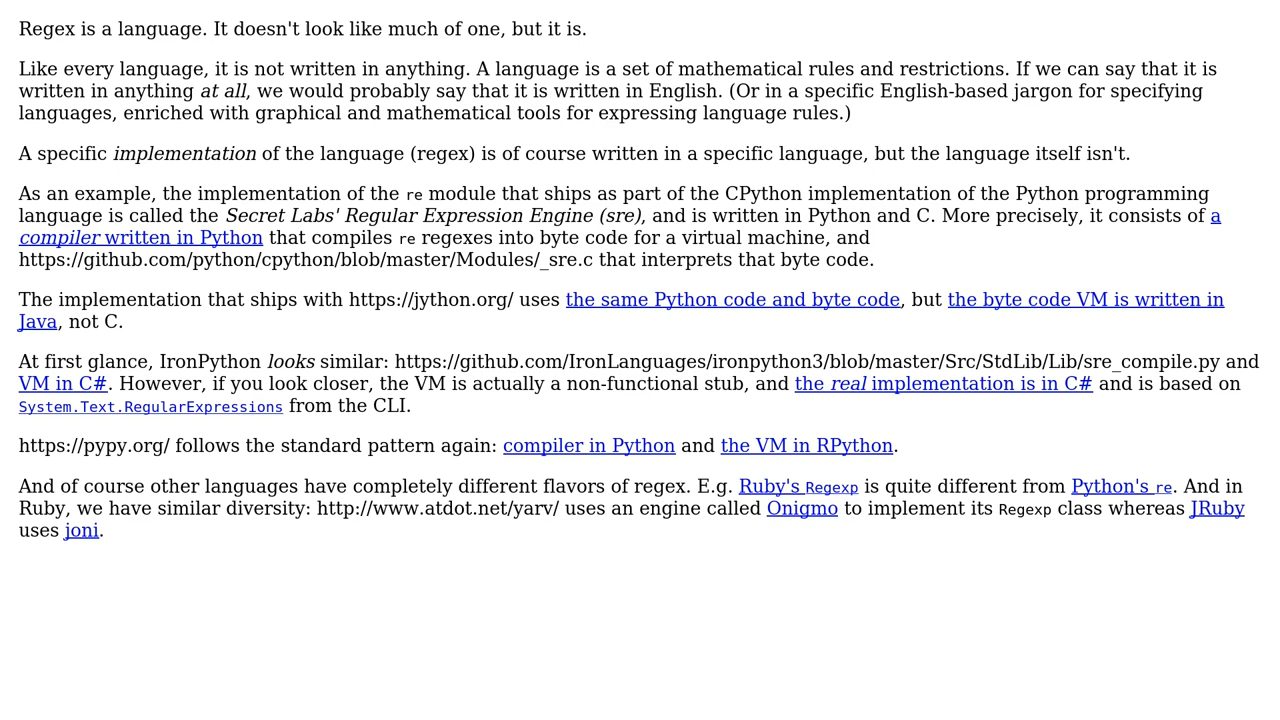 Regex is a language. It doesn't look like much of one, but it is.
Like every language, it is not written in anything. A language is a set of mathematical rules and restrictions. If we can say that it is
written in anything at all, we would probably say that it is written in English. (Or in a specific English-based jargon for specifying
languages, enriched with graphical and mathematical tools for expressing language rules.)
A specific implementation of the language (regex) is of course written in a specific language, but the language itself isn't.
As an example, the implementation of the re module that ships as part of the CPython implementation of the Python programming
language is called the Secret Labs' Regular Expression Engine (sre), and is written in Python and C. More precisely, it consists of a
compiler written in Python that compiles re regexes into byte code for a virtual machine, and
https://github.com/python/cpython/blob/master/Modules/_sre.c that interprets that byte code.
The implementation that ships with https://jython.org/ uses the same Python code and byte code, but the byte code VM is written in
Java, not C.
At first glance, IronPython looks similar: https://github.com/IronLanguages/ironpython3/blob/master/Src/StdLib/Lib/sre_compile.py and
VM in C#. However, if you look closer, the VM is actually a non-functional stub, and the real implementation is in C# and is based on
System.Text.RegularExpressions from the CLI.
https://pypy.org/ follows the standard pattern again: compiler in Python and the VM in RPython.
And of course other languages have completely different flavors of regex. E.g. Ruby's Regexp is quite different from Python's re. And in
Ruby, we have similar diversity: http://www.atdot.net/yarv/ uses an engine called Onigmo to implement its Regexp class whereas JRuby
uses joni.